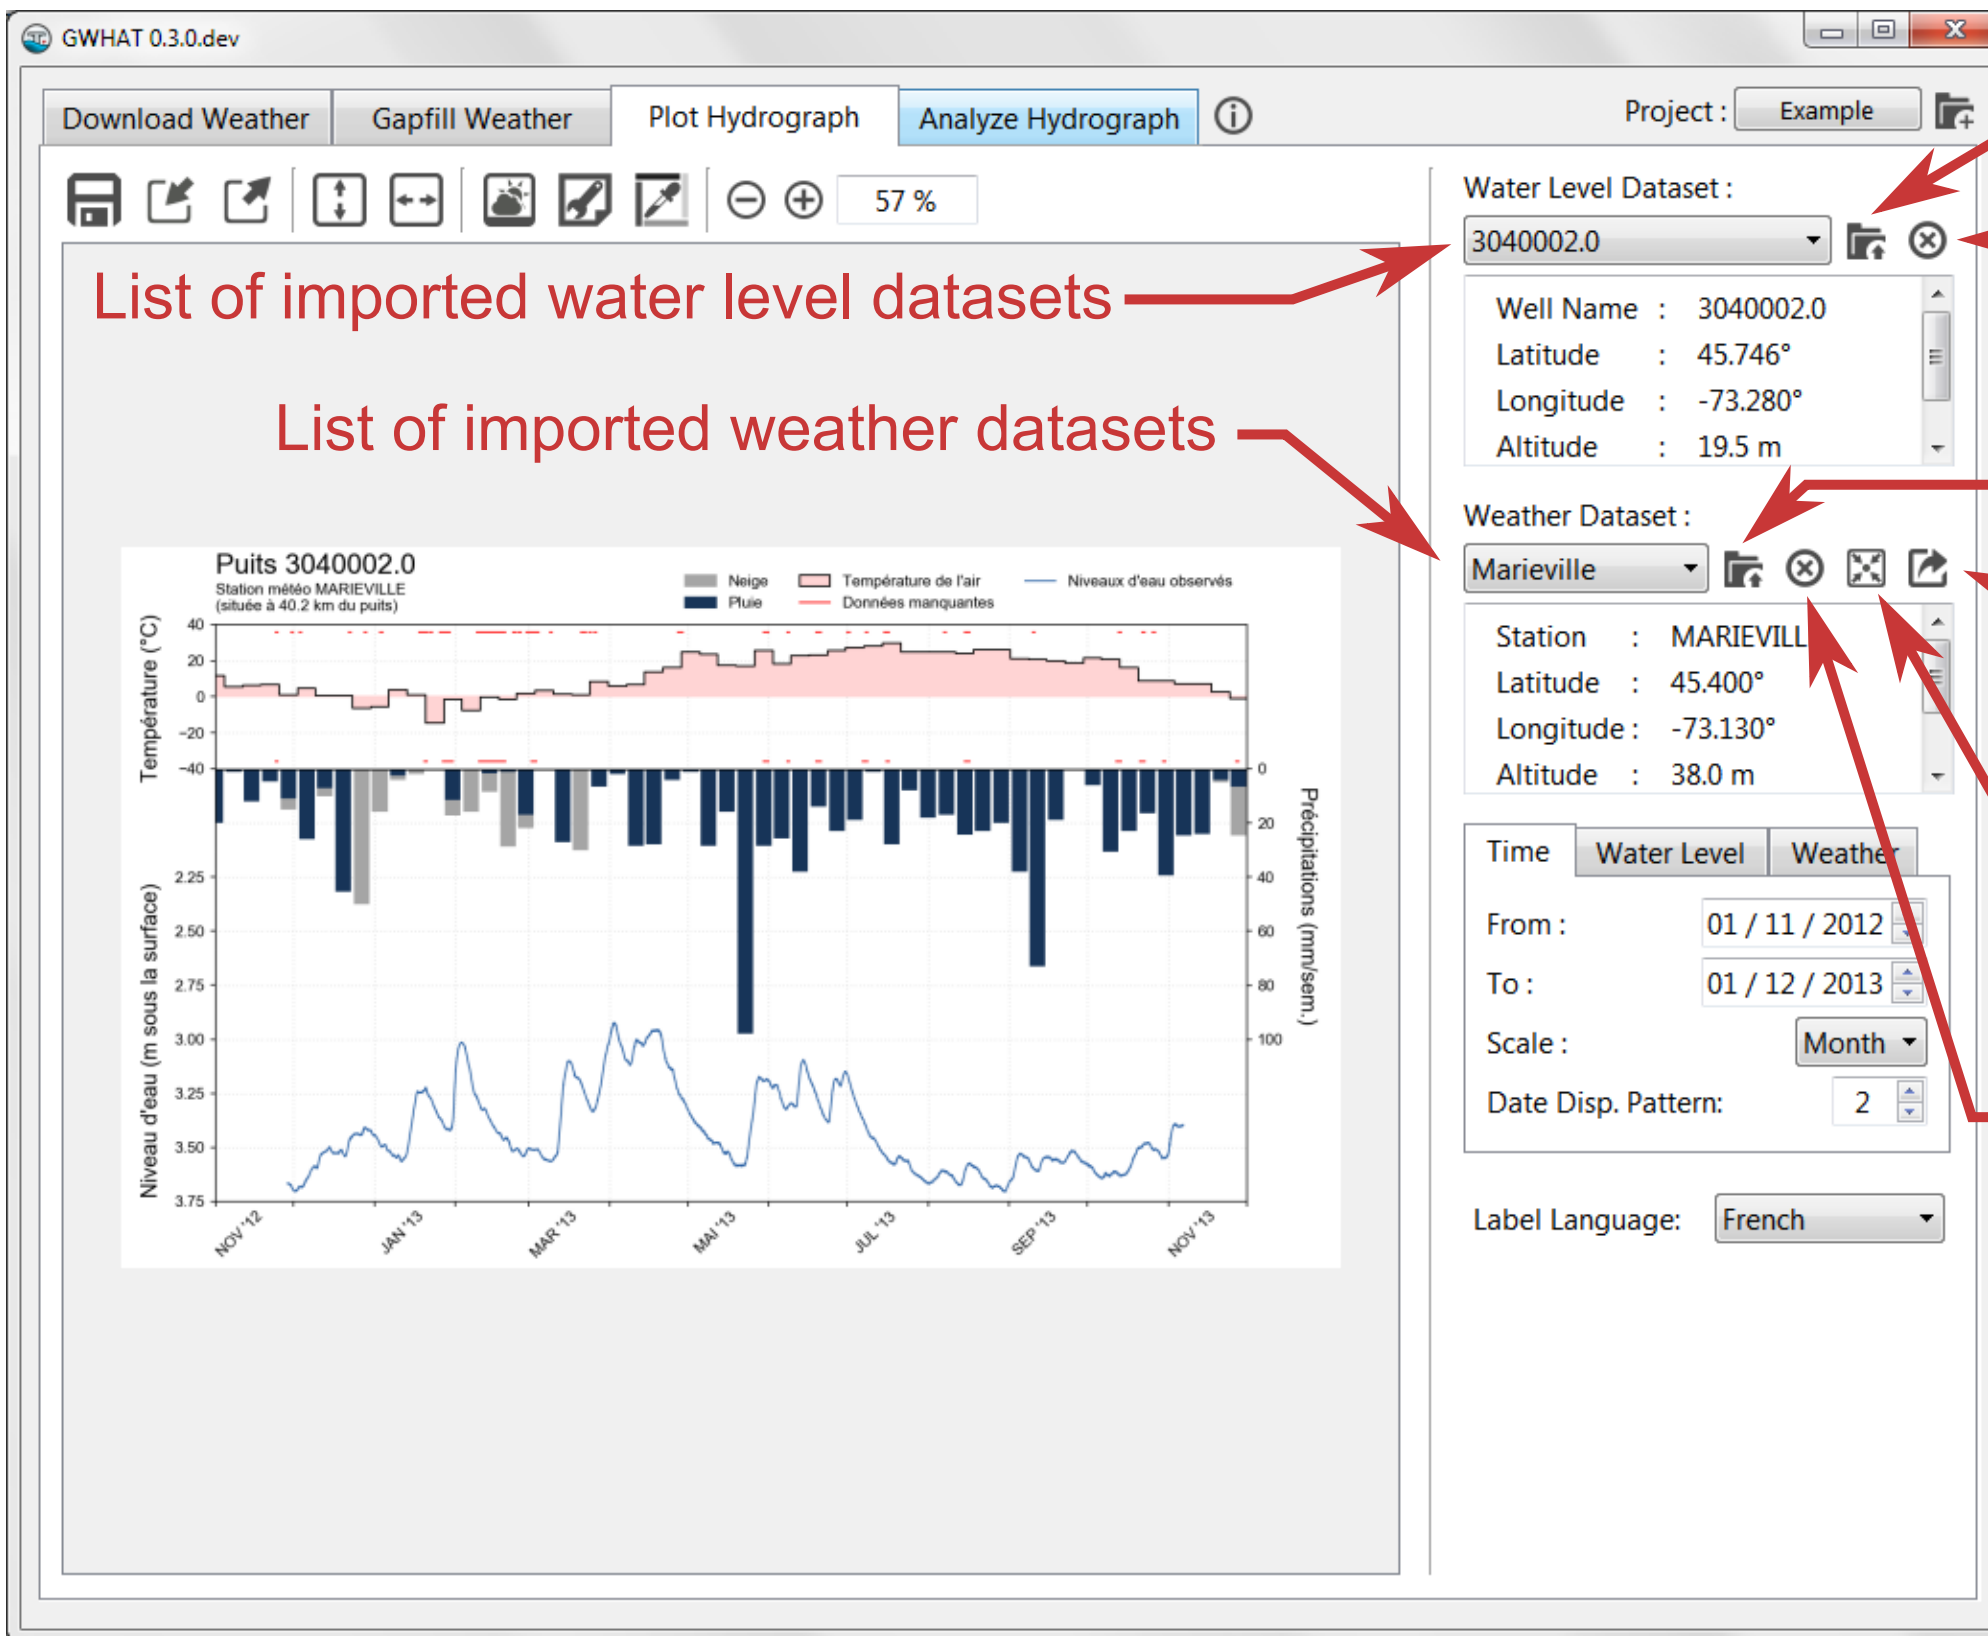 GWHAT 0.3.0.dev
Download Weather
Gapfill Weather
Plot Hydrograph
Analyze Hydrograph
Project :
Example
57 %
List of imported water level datasets
List of imported weather datasets
Puits 3040002.0
Station météo MARIEVILLE
(située à 40.2 km du puits)
Neige
Pluie
Température de l'air
Données manquantes
Niveaux d'eau observés
Température (°C)
40
20
0
−20
−40
Niveau d'eau (m sous la surface)
2.25
2.50
2.75
3.00
3.25
3.50
3.75
0
20
40
60
80
100
Précipitations (mm/sem.)
NOV '12
JAN '13
MAR '13
MAI '13
JUL '13
SEP '13
NOV '13
Water Level Dataset :
3040002.0
Well Name : 3040002.0
Latitude : 45.746°
Longitude : -73.280°
Altitude : 19.5 m
Weather Dataset :
Marieville
Station : MARIEVILL
Latitude : 45.400°
Longitude : -73.130°
Altitude : 38.0 m
Time
Water Level
Weather
From : 01 / 11 / 2012
To : 01 / 12 / 2013
Scale : Month
Date Disp. Pattern: 2
Label Language: French